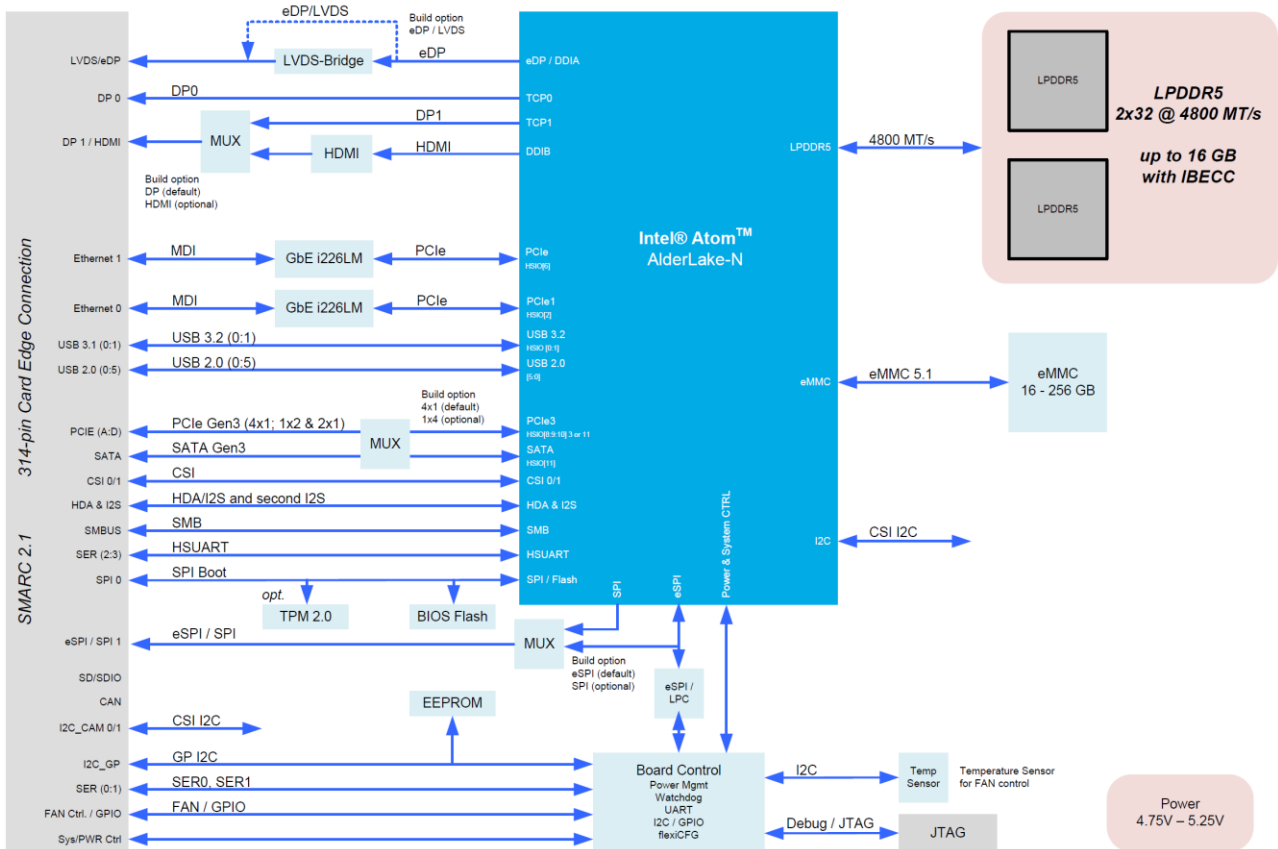 eDP/LVDS
Build option
eDP / LVDS
LVDS/eDP
LVDS-Bridge
eDP
eDP / DDIA
DP 0
DP0
TCP0
DP1
TCP1
DP 1 / HDMI
MUX
HDMI
HDMI
DDIB
Build option
DP (default)
HDMI (optional)
LPDDR5
4800 MT/s
LPDDR5
LPDDR5
LPDDR5
2x32 @ 4800 MT/s
up to 16 GB
with IBECC
Intel® Atom™
AlderLake-N
314-pin Card Edge Connection
SMARC 2.1
Ethernet 1
MDI
GbE i226LM
PCIe
PCIe
HSIO[6]
Ethernet 0
MDI
GbE i226LM
PCIe
PCIe1
HSIO[2]
USB 3.1 (0:1)
USB 3.2 (0:1)
USB 3.2
HSIO [0:1]
USB 2.0 (0:5)
USB 2.0 (0:5)
USB 2.0
[5:0]
eMMC
eMMC 5.1
eMMC
16 - 256 GB
Build option
4x1 (default)
1x4 (optional)
PCIE (A:D)
PCIe Gen3 (4x1; 1x2 & 2x1)
MUX
PCIe3
HSIO[8:9:10] 3 or 11
SATA
SATA Gen3
SATA
HSIO[11]
CSI 0/1
CSI
CSI 0/1
HDA & I2S
HDA/I2S and second I2S
HDA & I2S
SMBUS
SMB
SMB
SER (2:3)
HSUART
HSUART
I2C
CSI I2C
SPI 0
SPI Boot
SPI / Flash
SPI
eSPI
Power & System CTRL
opt.
TPM 2.0
BIOS Flash
eSPI / SPI 1
eSPI / SPI
MUX
Build option
eSPI (default)
SPI (optional)
eSPI /
LPC
SD/SDIO
CAN
EEPROM
I2C_CAM 0/1
CSI I2C
I2C_GP
GP I2C
SER (0:1)
SER0, SER1
FAN Ctrl. / GPIO
FAN / GPIO
Sys/PWR Ctrl
Board Control
Power Mgmt
Watchdog
UART
I2C / GPIO
flexiCFG
I2C
Temp
Sensor
Temperature Sensor
for FAN control
Debug / JTAG
JTAG
Power
4.75V – 5.25V